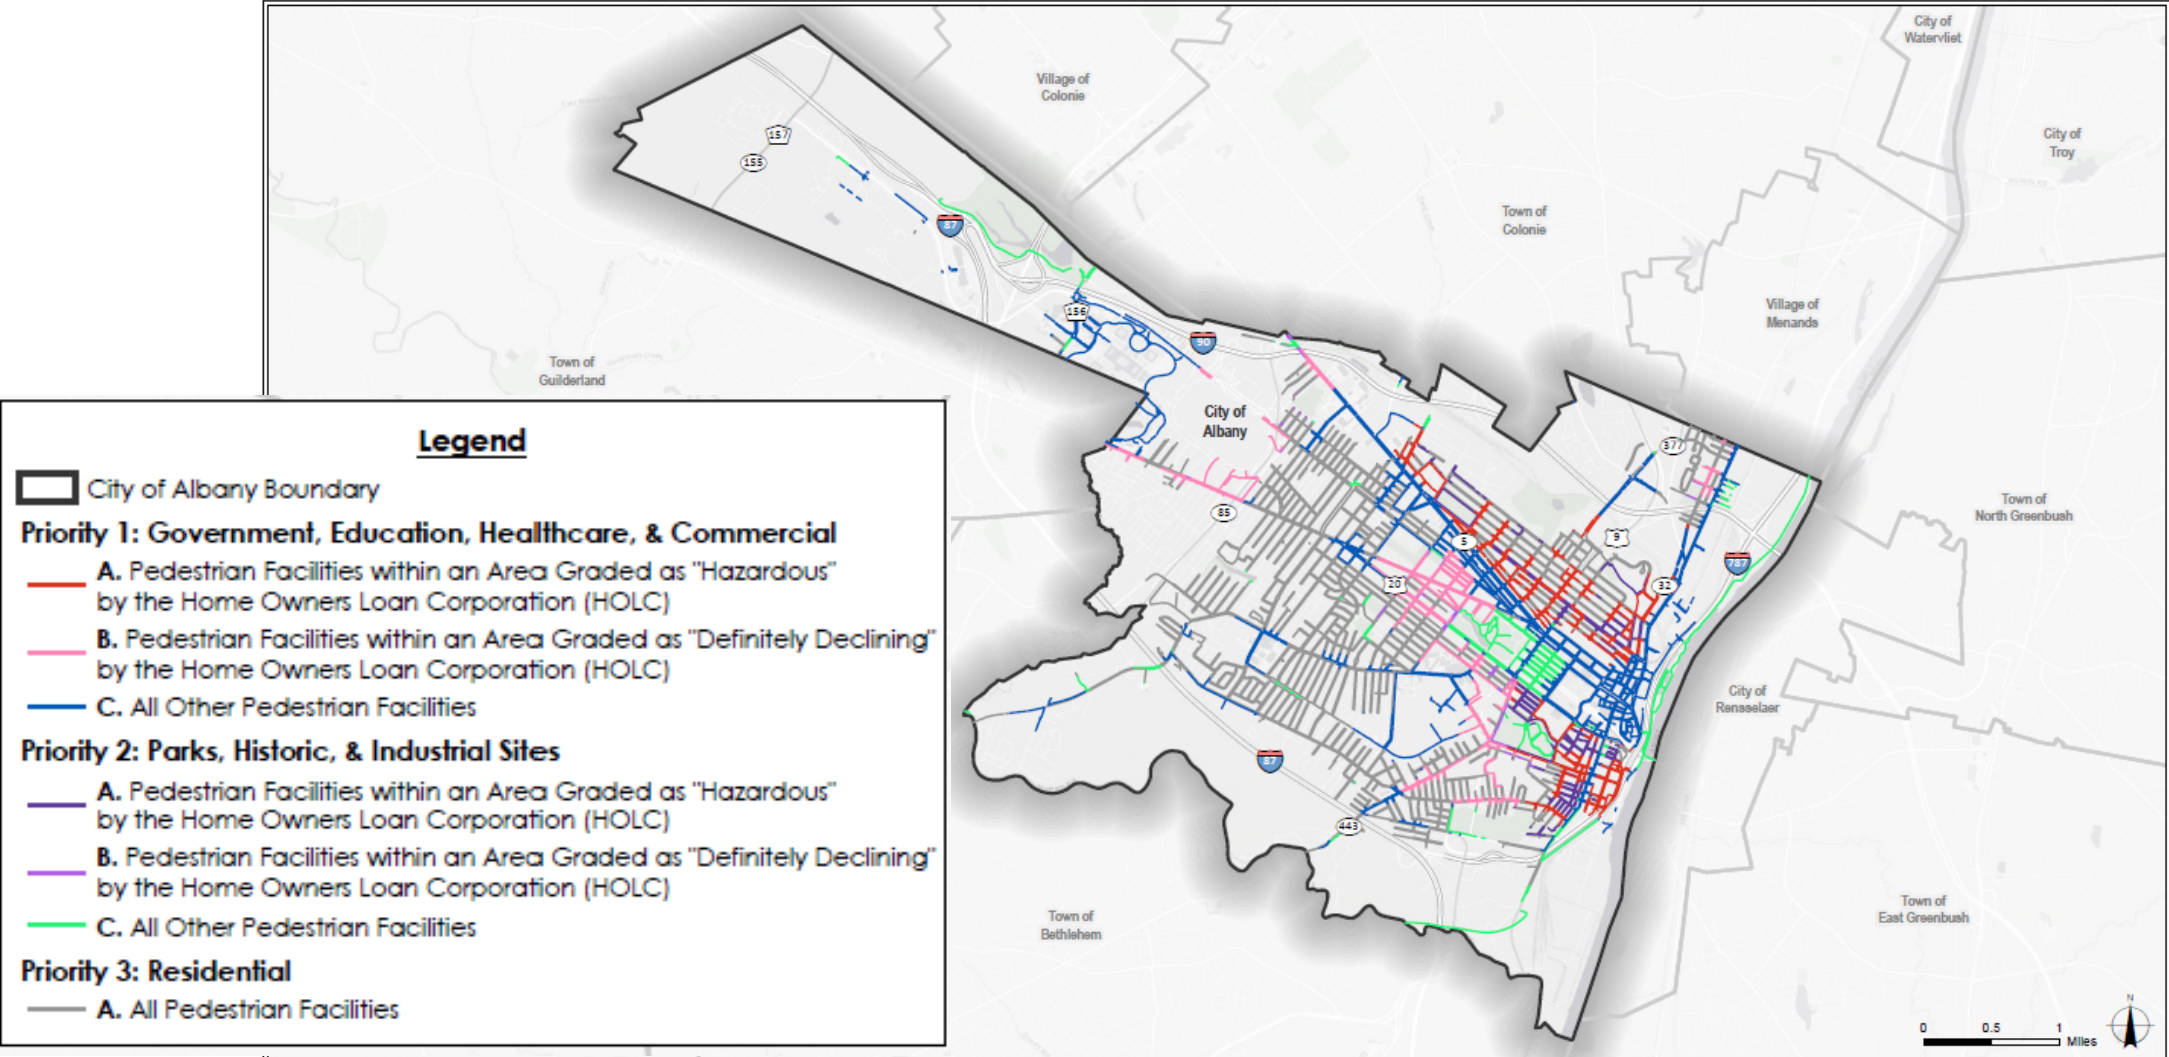 City of
Watervliet
Village of
Colonie
City of
Troy
157
155
Town of
Colonie
87
Village of
Menands
156
90
Town of
Guilderland
City of
Albany
377
85
Town of
North Greenbush
5
9
787
20
32
City of
Rensselaer
87
443
Town of
Bethlehem
Town of
East Greenbush
Legend
City of Albany Boundary
Priority 1: Government, Education, Healthcare, & Commercial
A. Pedestrian Facilities within an Area Graded as "Hazardous"
by the Home Owners Loan Corporation (HOLC)
B. Pedestrian Facilities within an Area Graded as "Definitely Declining"
by the Home Owners Loan Corporation (HOLC)
C. All Other Pedestrian Facilities
Priority 2: Parks, Historic, & Industrial Sites
A. Pedestrian Facilities within an Area Graded as "Hazardous"
by the Home Owners Loan Corporation (HOLC)
B. Pedestrian Facilities within an Area Graded as "Definitely Declining"
by the Home Owners Loan Corporation (HOLC)
C. All Other Pedestrian Facilities
Priority 3: Residential
A. All Pedestrian Facilities
N
0 0.5 1
Miles